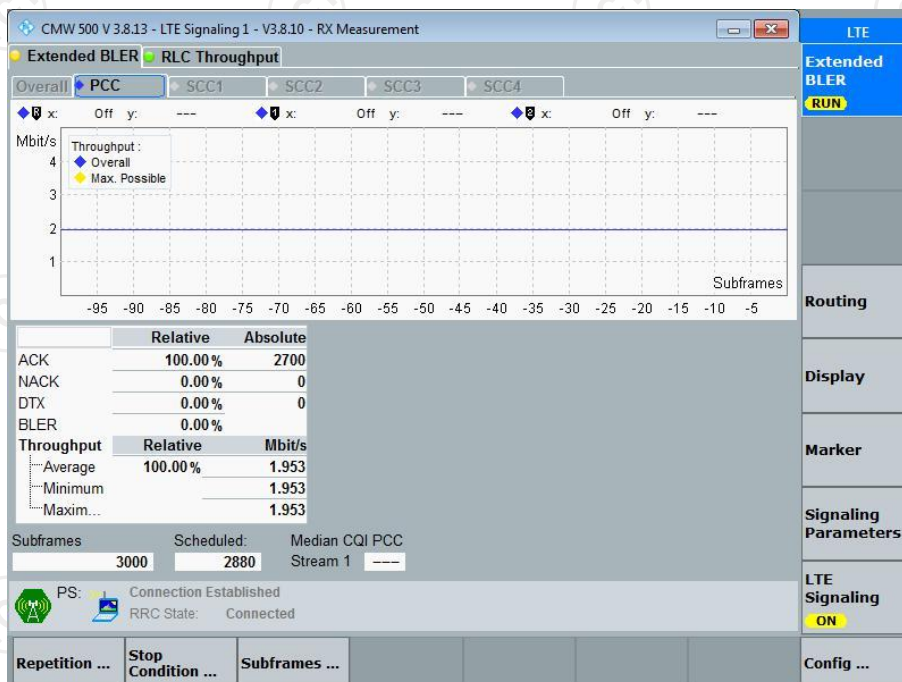 CMW 500 V 3.8.13 - LTE Signaling 1 - V3.8.10 - RX Measurement
LTE
Extended BLER RLC Throughput
Extended BLER
RUN
Overall PCC SCC1 SCC2 SCC3 SCC4
R x: Off y: --- 1 x: Off y: --- 2 x: Off y: ---
Mbit/s
Throughput :
Overall
Max. Possible
4
3
2
1
Subframes
-95 -90 -85 -80 -75 -70 -65 -60 -55 -50 -45 -40 -35 -30 -25 -20 -15 -10 -5
Routing
Display
Marker
Signaling Parameters
LTE Signaling
ON
Relative Absolute
ACK 100.00 % 2700
NACK 0.00 % 0
DTX 0.00 % 0
BLER 0.00 %
Throughput Relative Mbit/s
Average 100.00 % 1.953
Minimum 1.953
Maxim... 1.953
Subframes Scheduled: Median CQI PCC
3000 2880 Stream 1 ---
PS: Connection Established
RRC State: Connected
Repetition ... Stop Condition ... Subframes ... Config ...